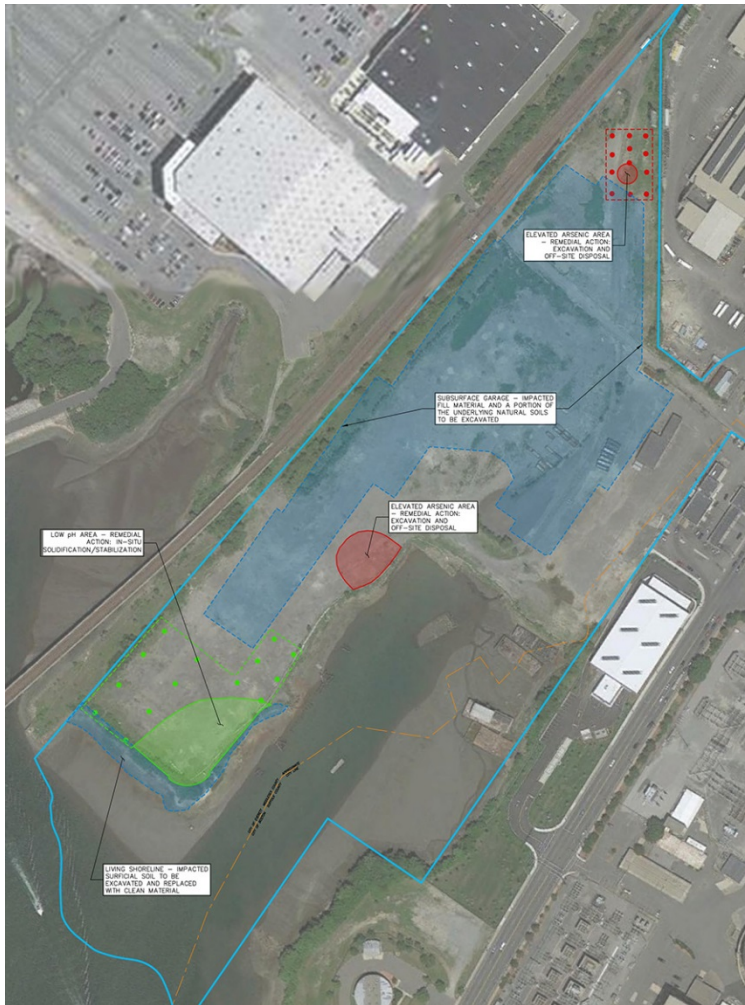 ELEVATED ARSENIC AREA
– REMEDIAL ACTION:
EXCAVATION AND
OFF–SITE DISPOSAL
SUBSURFACE GARAGE – IMPACTED
FILL MATERIAL AND A PORTION OF
THE UNDERLYING NATURAL SOILS
TO BE EXCAVATED
ELEVATED ARSENIC AREA
– REMEDIAL ACTION:
EXCAVATION AND
OFF–SITE DISPOSAL
LOW pH AREA – REMEDIAL
ACTION: IN–SITU
SOLIDIFICATION/STABILIZATION
LIVING SHORELINE – IMPACTED
SURFICIAL SOIL TO BE
EXCAVATED AND REPLACED
WITH CLEAN MATERIAL